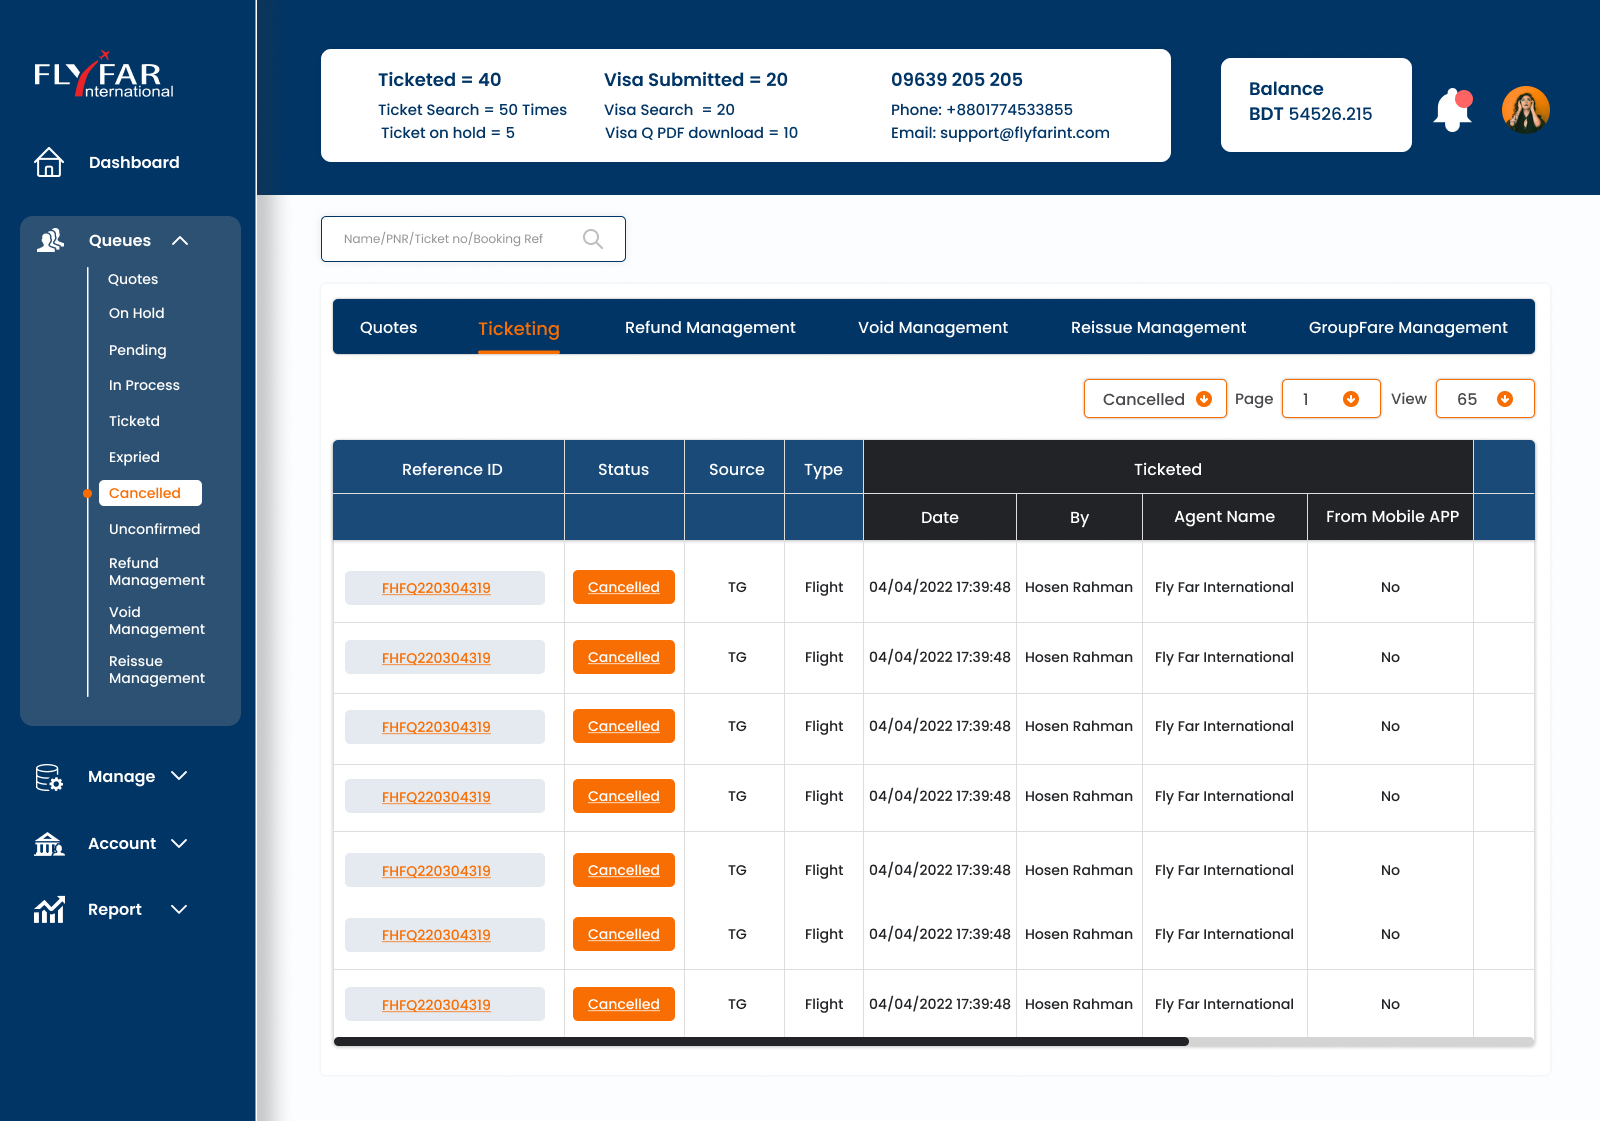 FLYFAR
International
Dashboard
Queues
Quotes
On Hold
Pending
In Process
Ticketd
Expried
Cancelled
Unconfirmed
Refund
Management
Void
Management
Reissue
Management
Manage
Account
Report
Ticketed = 40
Ticket Search = 50 Times
Ticket on hold = 5
Visa Submitted = 20
Visa Search = 20
Visa Q PDF download = 10
09639 205 205
Phone: +8801774533855
Email: support@flyfarint.com
Balance
BDT 54526.215
Name/PNR/Ticket no/Booking Ref
Quotes Ticketing Refund Management Void Management Reissue Management GroupFare Management
Cancelled Page 1 View 65
Reference ID Status Source Type Ticketed
Date By Agent Name From Mobile APP
FHFQ220304319 Cancelled TG Flight 04/04/2022 17:39:48 Hosen Rahman Fly Far International No
FHFQ220304319 Cancelled TG Flight 04/04/2022 17:39:48 Hosen Rahman Fly Far International No
FHFQ220304319 Cancelled TG Flight 04/04/2022 17:39:48 Hosen Rahman Fly Far International No
FHFQ220304319 Cancelled TG Flight 04/04/2022 17:39:48 Hosen Rahman Fly Far International No
FHFQ220304319 Cancelled TG Flight 04/04/2022 17:39:48 Hosen Rahman Fly Far International No
FHFQ220304319 Cancelled TG Flight 04/04/2022 17:39:48 Hosen Rahman Fly Far International No
FHFQ220304319 Cancelled TG Flight 04/04/2022 17:39:48 Hosen Rahman Fly Far International No